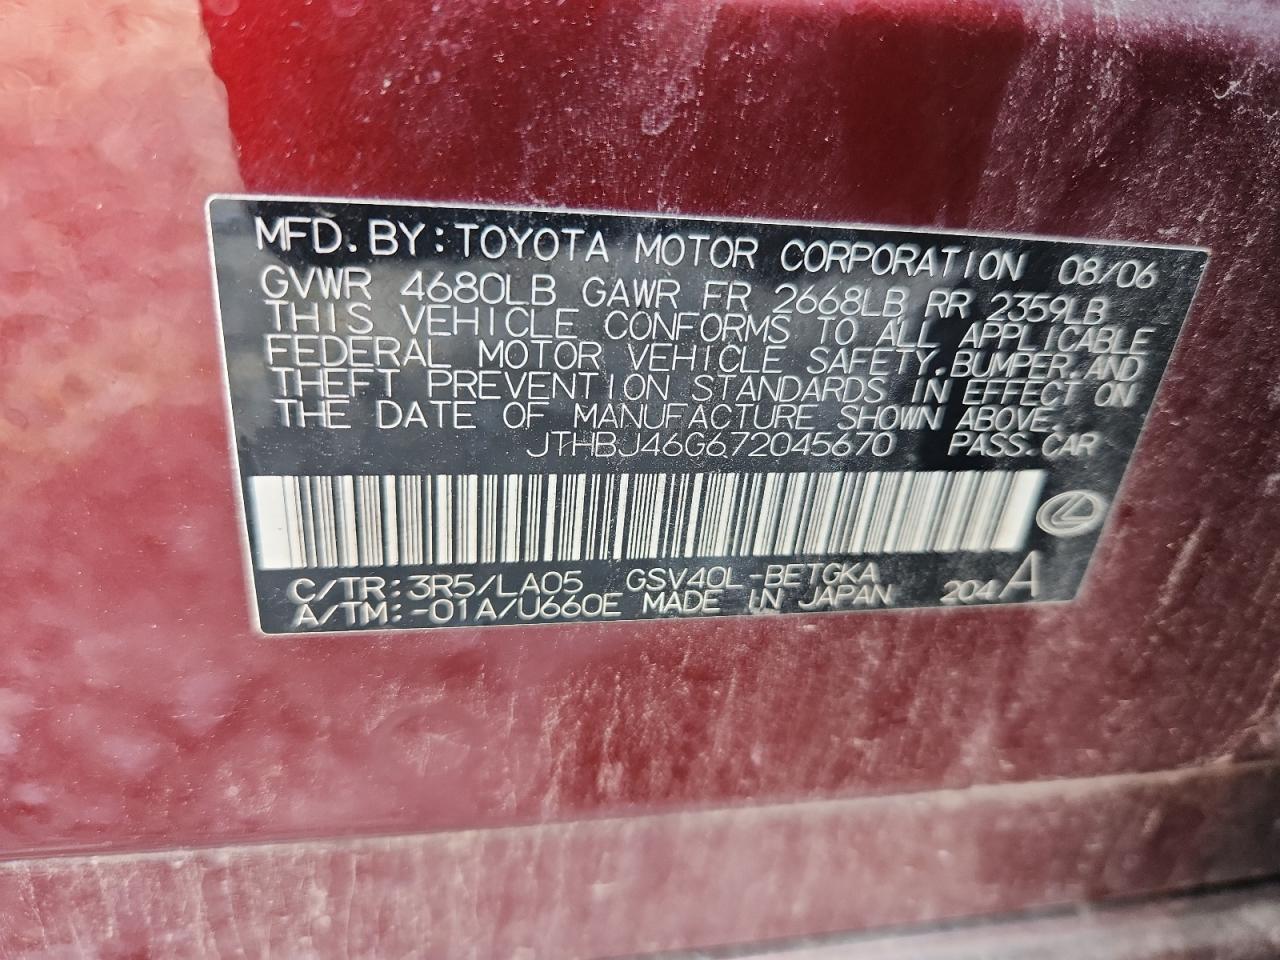 MFD. BY: TOYOTA MOTOR CORPORATION 08/06
GVWR 4680LB GAWR FR 2668LB RR 2359LB
THIS VEHICLE CONFORMS TO ALL APPLICABLE
FEDERAL MOTOR VEHICLE SAFETY, BUMPER, AND
THEFT PREVENTION STANDARDS IN EFFECT ON
THE DATE OF MANUFACTURE SHOWN ABOVE.
JTHBJ46G672045670 PASS. CAR
C/TR: 3R5/LA05 GSV40L-BETGKA
A/TM: -01A/U660E MADE IN JAPAN 204 A